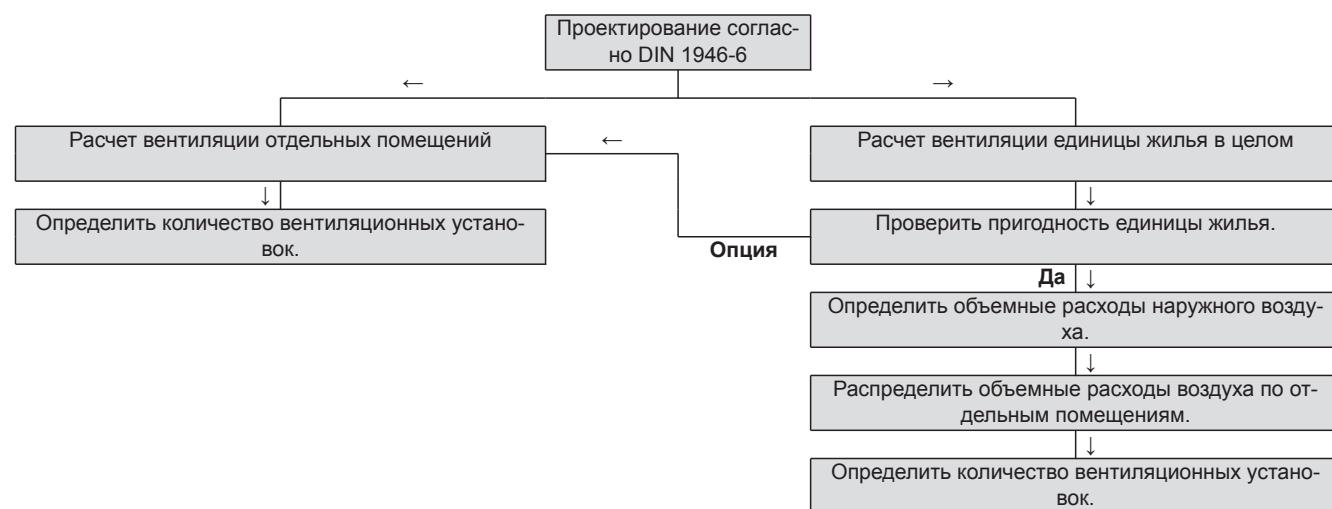 Проектирование соглас-
но DIN 1946-6
←
→
Расчет вентиляции отдельных помещений
←
Расчет вентиляции единицы жилья в целом
↓
↓
Определить количество вентиляционных устано-
вок.
Проверить пригодность единицы жилья.
Опция
Да ↓
Определить объемные расходы наружного возду-
ха.
↓
Распределить объемные расходы воздуха по от-
дельным помещениям.
↓
Определить количество вентиляционных устано-
вок.